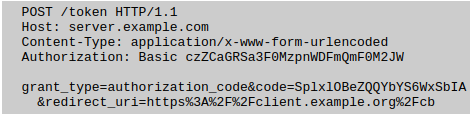 POST /token HTTP/1.1
Host: server.example.com
Content-Type: application/x-www-form-urlencoded
Authorization: Basic czZCaGRSa3F0MzpnWDFmQmF0M2JW

grant_type=authorization_code&code=SplxlOBeZQQYbYS6WxSbIA
&redirect_uri=https%3A%2F%2Fclient.example.org%2Fcb